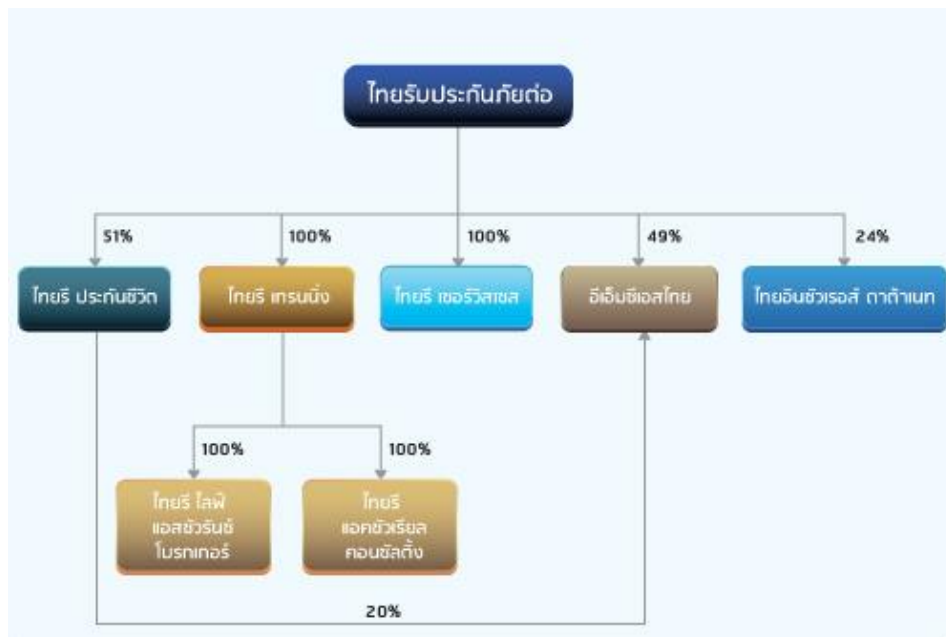 ไทยรับประกันภัยต่อ
51%
100%
100%
49%
24%
ไทยรี ประกันชีวิต
ไทยรี เทรนนิ่ง
ไทยรี เซอร์วิสเซส
อีเอ็มซีเอสไทย
ไทยอินชัวเรอส์ ดาต้าเนท
100%
100%
ไทยรี ไลฟ์
แอสชัวรันซ์
โบรกเกอร์
ไทยรี
แอคชัวเรียล
คอนซัลติ้ง
20%